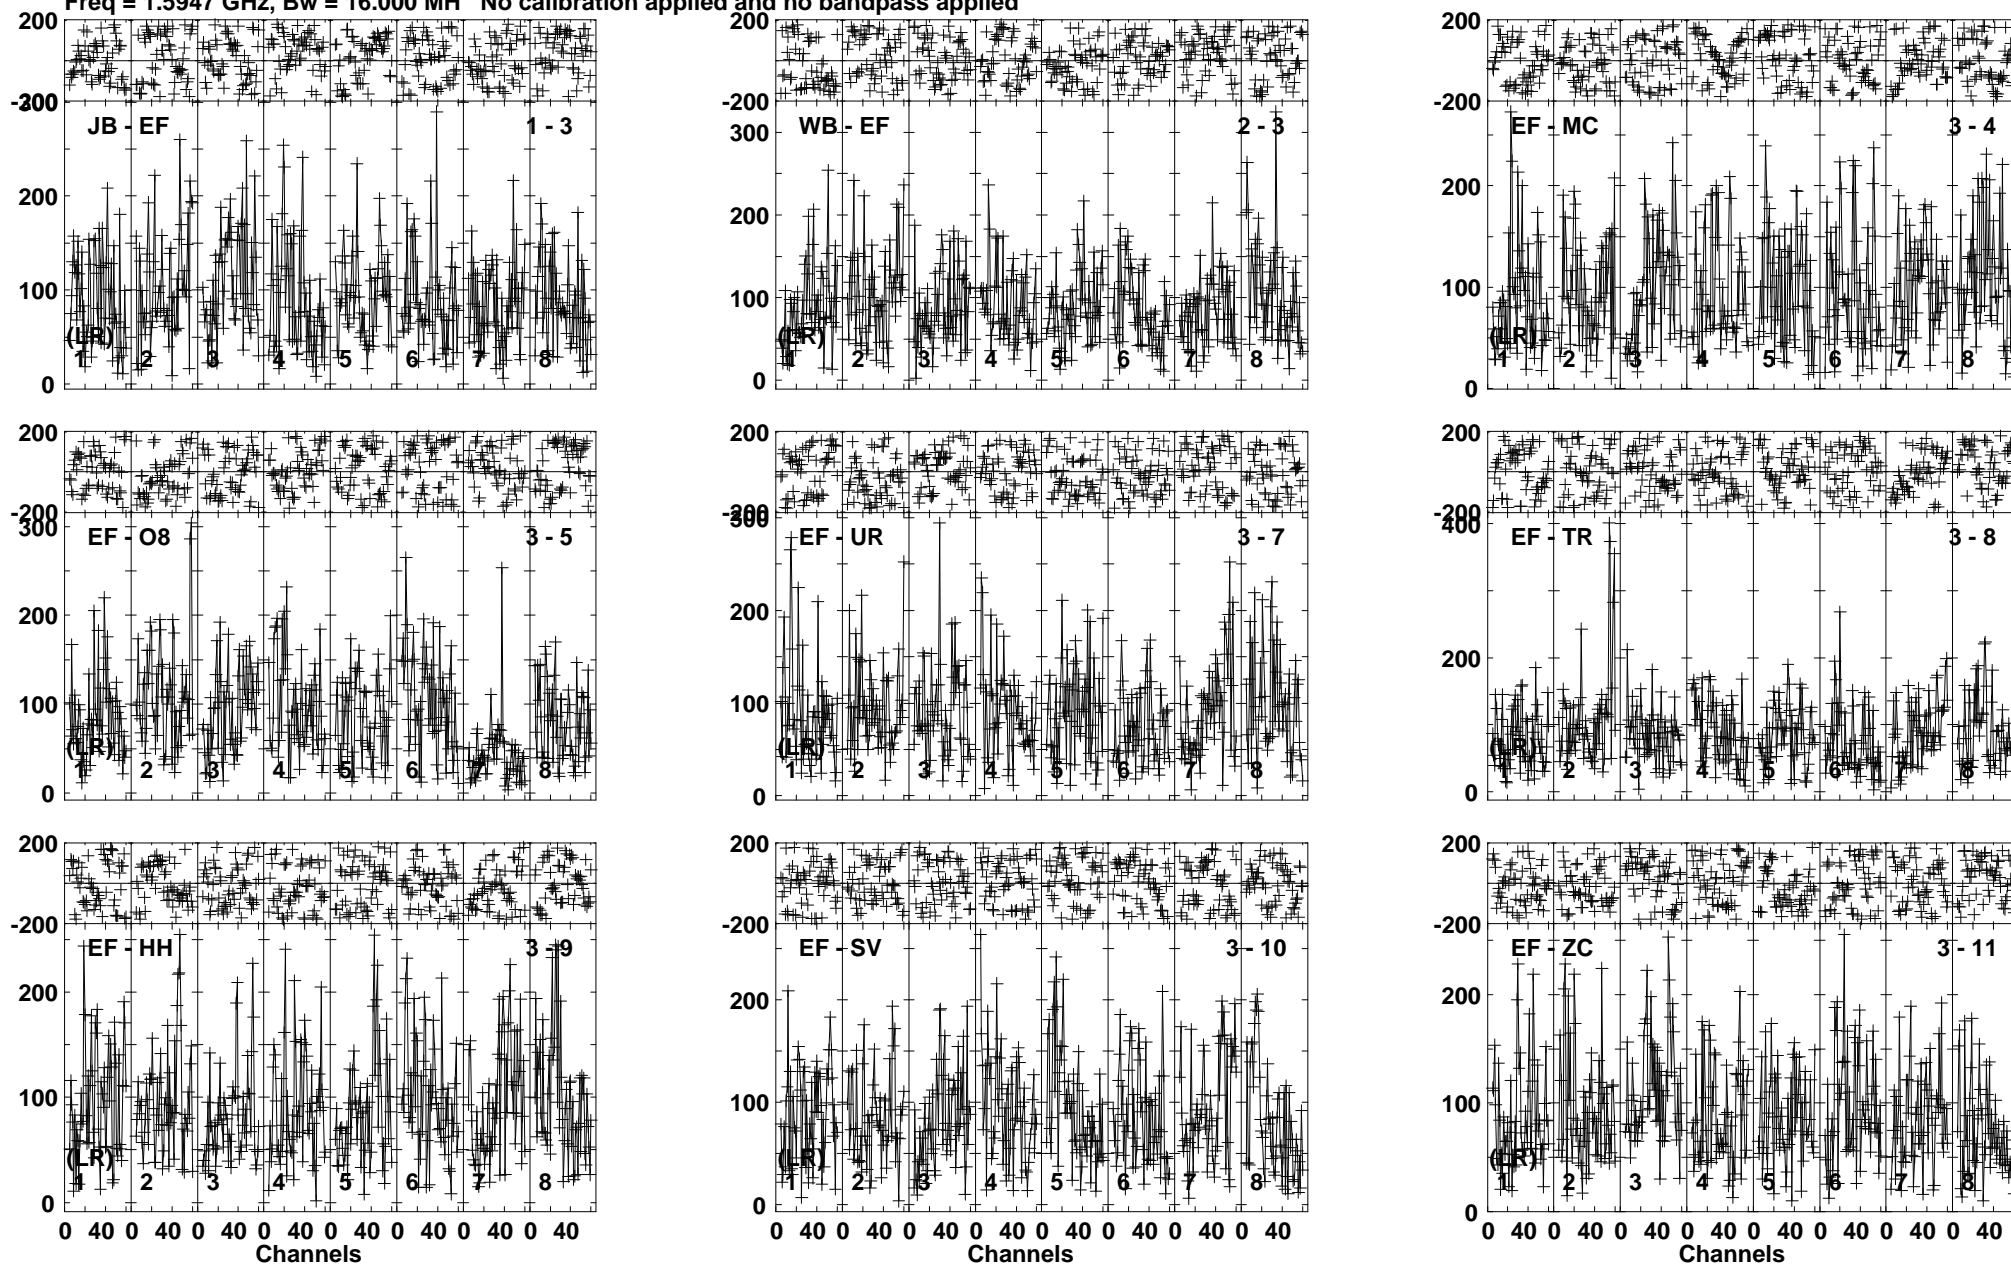 Freq = 1.5947 GHz, Bw = 16.000 MH No calibration applied and no bandpass applied
200 200 200
-200 -200 -200
300
JB - EF 1 - 3 WB - EF 2 - 3 EF - MC 3 - 4
300
200 200 200
100 100 100
(LR) (LR) (LR)
1 2 3 4 5 6 7 8 1 2 3 4 5 6 7 8 1 2 3 4 5 6 7 8
0 0 0
200 200 200
-200 -200 -200
300 300 400
EF - O8 3 - 5 EF - UR 3 - 7 EF - TR 3 - 8
200 200 200
100 100
(LR) (LR) (LR)
1 2 3 4 5 6 7 8 1 2 3 4 5 6 7 8 1 2 3 4 5 6 7 8
0 0 0
200 200 200
-200 -200 -200
EF - HH 3 - 9 EF - SV 3 - 10 EF - ZC 3 - 11
200 200 200
100 100 100
(LR) (LR) (LR)
1 2 3 4 5 6 7 8 1 2 3 4 5 6 7 8 1 2 3 4 5 6 7 8
0 0 0
0 40 0 40 0 40 0 40 0 40 0 40 0 40 0 40 0 40 0 40 0 40 0 40 0 40 0 40 0 40 0 40 0 40 0 40 0 40 0 40 0 40 0 40 0 40 0 40
Channels Channels Channels